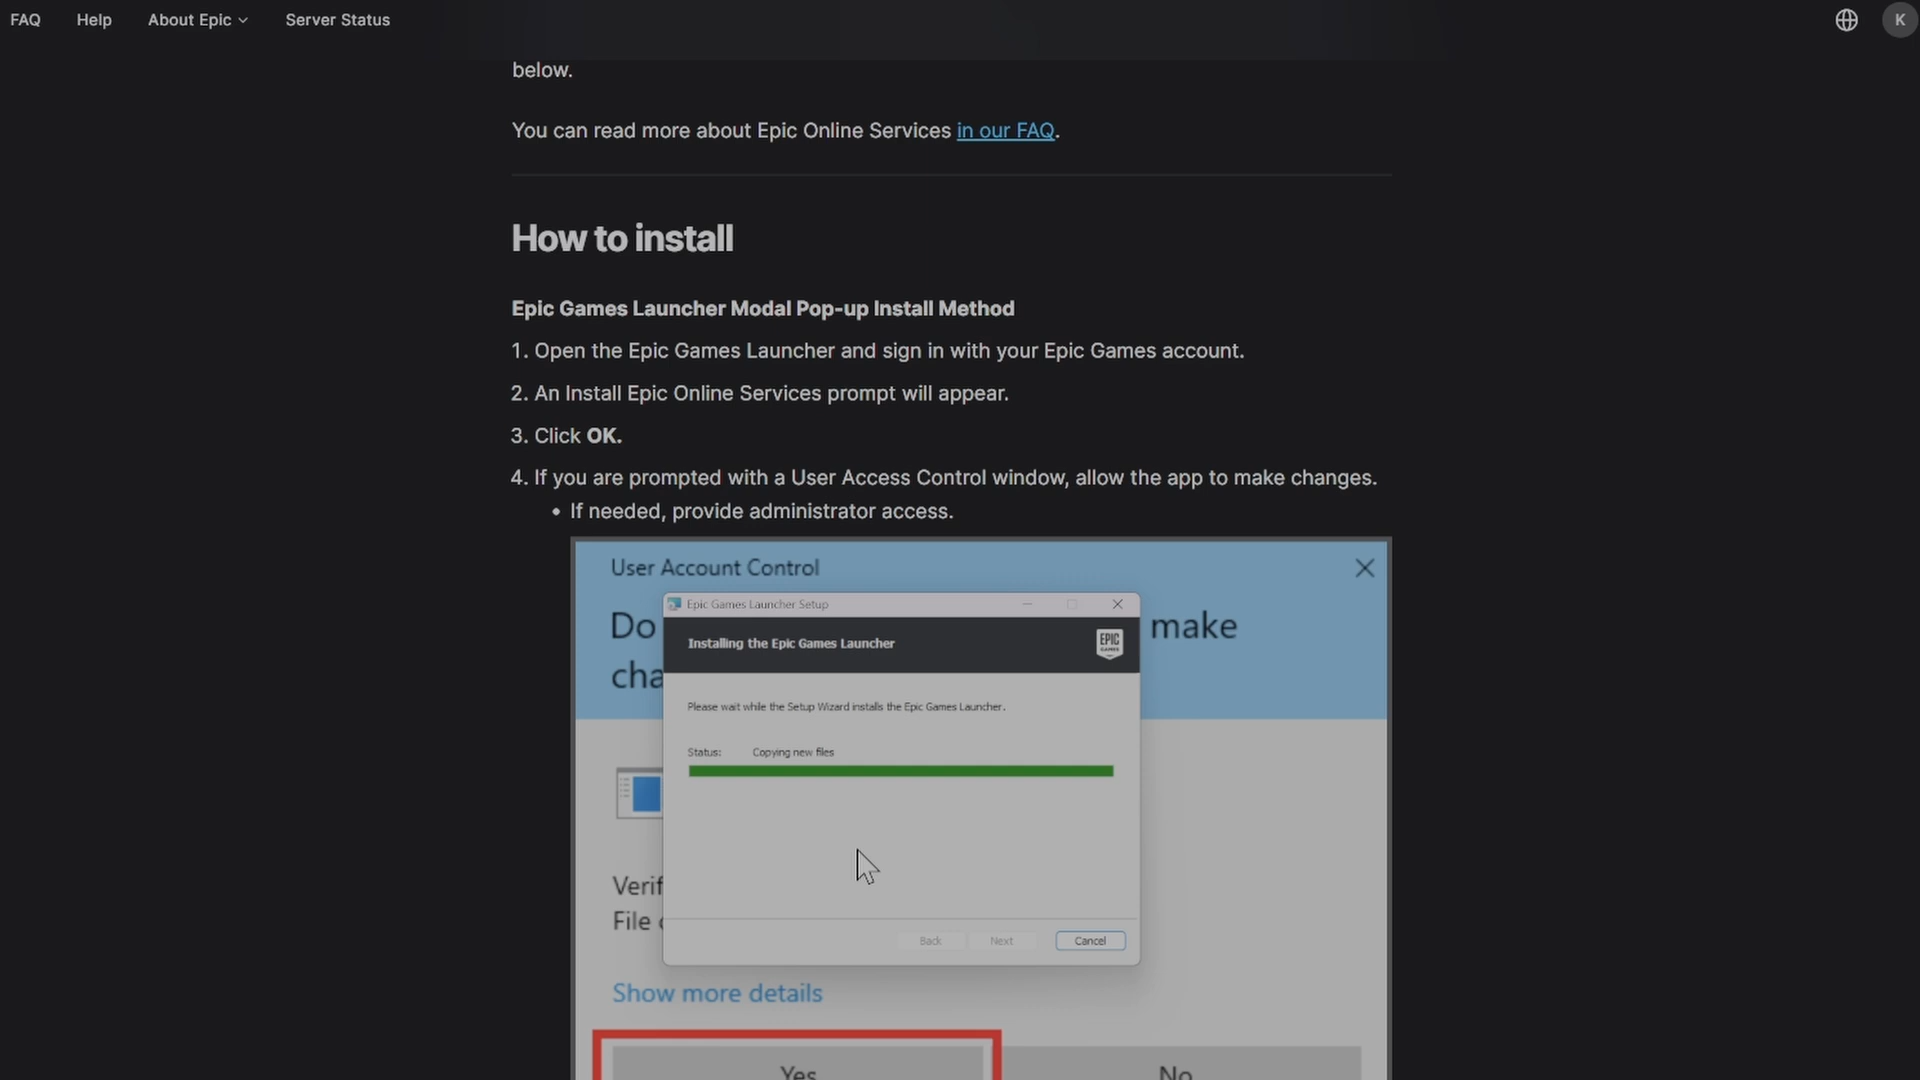 FAQ Help About Epic Server Status K
below.
You can read more about Epic Online Services in our FAQ.
How to install
Epic Games Launcher Modal Pop-up Install Method
1. Open the Epic Games Launcher and sign in with your Epic Games account.
2. An Install Epic Online Services prompt will appear.
3. Click OK.
4. If you are prompted with a User Access Control window, allow the app to make changes.
• If needed, provide administrator access.
User Account Control
Epic Games Launcher Setup
Do make
Installing the Epic Games Launcher
EPIC
GAMES
cha
Please wait while the Setup Wizard installs the Epic Games Launcher.
Status: Copying new files
Verif
File o
Back Next Cancel
Show more details
Yes No